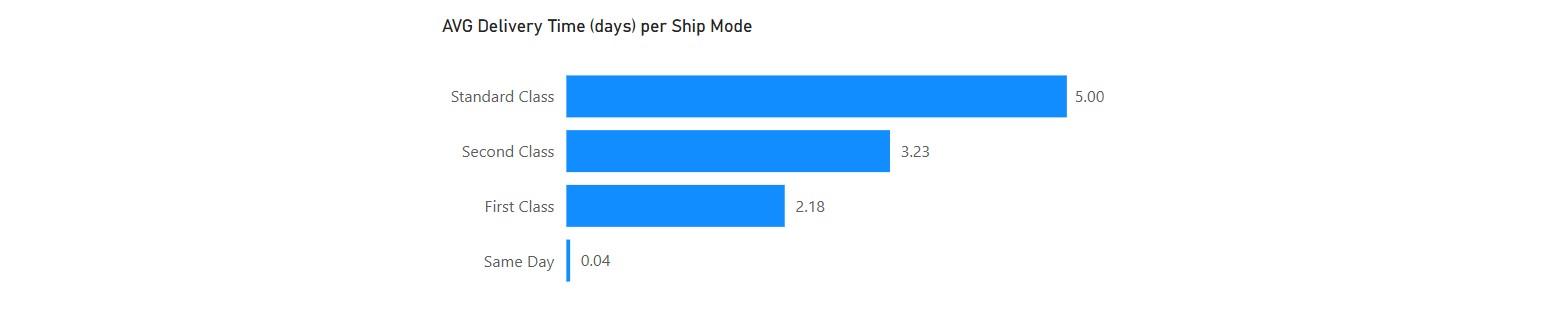 AVG Delivery Time (days) per Ship Mode
Standard Class 5.00
Second Class 3.23
First Class 2.18
Same Day 0.04